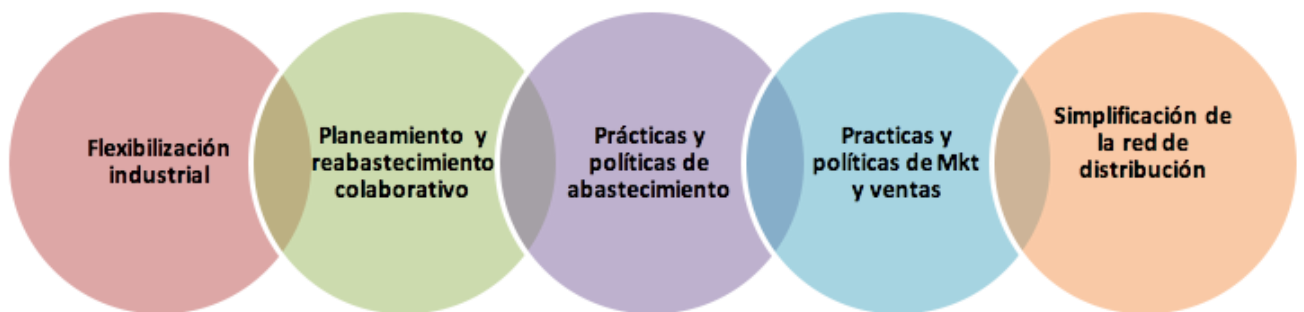 Flexibilización
industrial
Planeamiento y
reabastecimiento
colaborativo
Prácticas y
políticas de
abastecimiento
Practicas y
políticas de Mkt
y ventas
Simplificación de
la red de
distribución